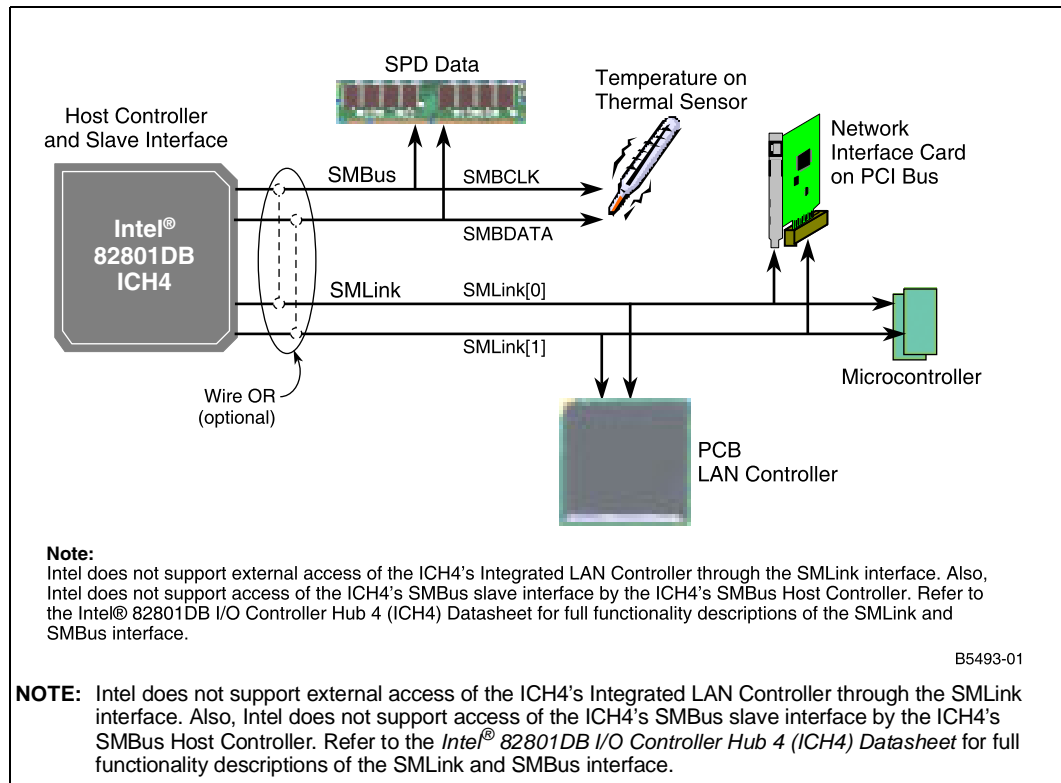 SPD Data
Temperature on
Thermal Sensor
Host Controller
and Slave Interface
Network
Interface Card
on PCI Bus
SMBus
SMBCLK
Intel®
82801DB
ICH4
SMBDATA
SMLink
SMLink[0]
SMLink[1]
Wire OR
(optional)
Microcontroller
PCB
LAN Controller
Note:
Intel does not support external access of the ICH4's Integrated LAN Controller through the SMLink interface. Also,
Intel does not support access of the ICH4's SMBus slave interface by the ICH4's SMBus Host Controller. Refer to
the Intel® 82801DB I/O Controller Hub 4 (ICH4) Datasheet for full functionality descriptions of the SMLink and
SMBus interface.
B5493-01
NOTE: Intel does not support external access of the ICH4's Integrated LAN Controller through the SMLink
interface. Also, Intel does not support access of the ICH4's SMBus slave interface by the ICH4's
SMBus Host Controller. Refer to the Intel® 82801DB I/O Controller Hub 4 (ICH4) Datasheet for full
functionality descriptions of the SMLink and SMBus interface.